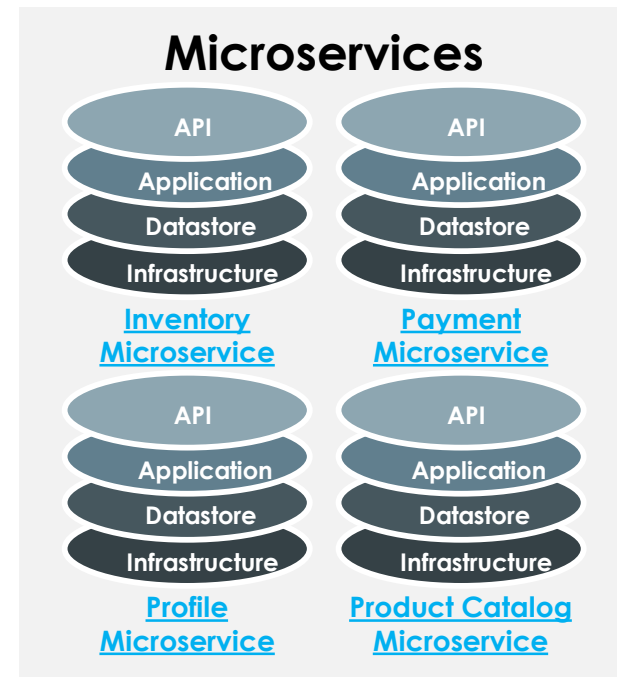 Microservices
API
Application
Datastore
Infrastructure
Inventory
Microservice
API
Application
Datastore
Infrastructure
Payment
Microservice
API
Application
Datastore
Infrastructure
Profile
Microservice
API
Application
Datastore
Infrastructure
Product Catalog
Microservice